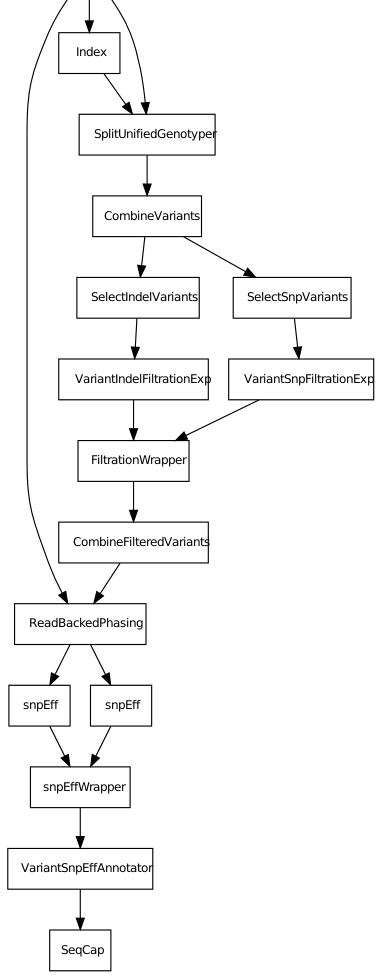 Index
SplitUnifiedGenotyper
CombineVariants
SelectIndelVariants
SelectSnpVariants
VariantIndelFiltrationExp
VariantSnpFiltrationExp
FiltrationWrapper
CombineFilteredVariants
ReadBackedPhasing
snpEff
snpEff
snpEffWrapper
VariantSnpEffAnnotator
SeqCap